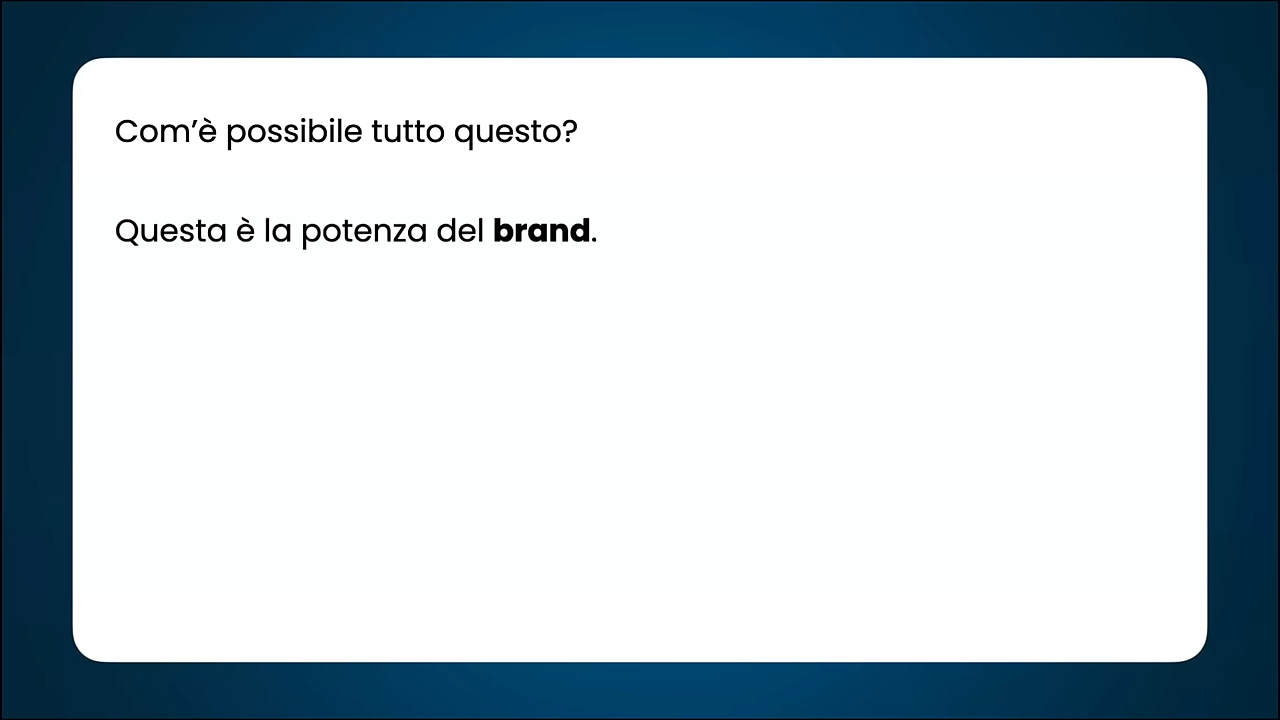 Com’è possibile tutto questo?
Questa è la potenza del brand.